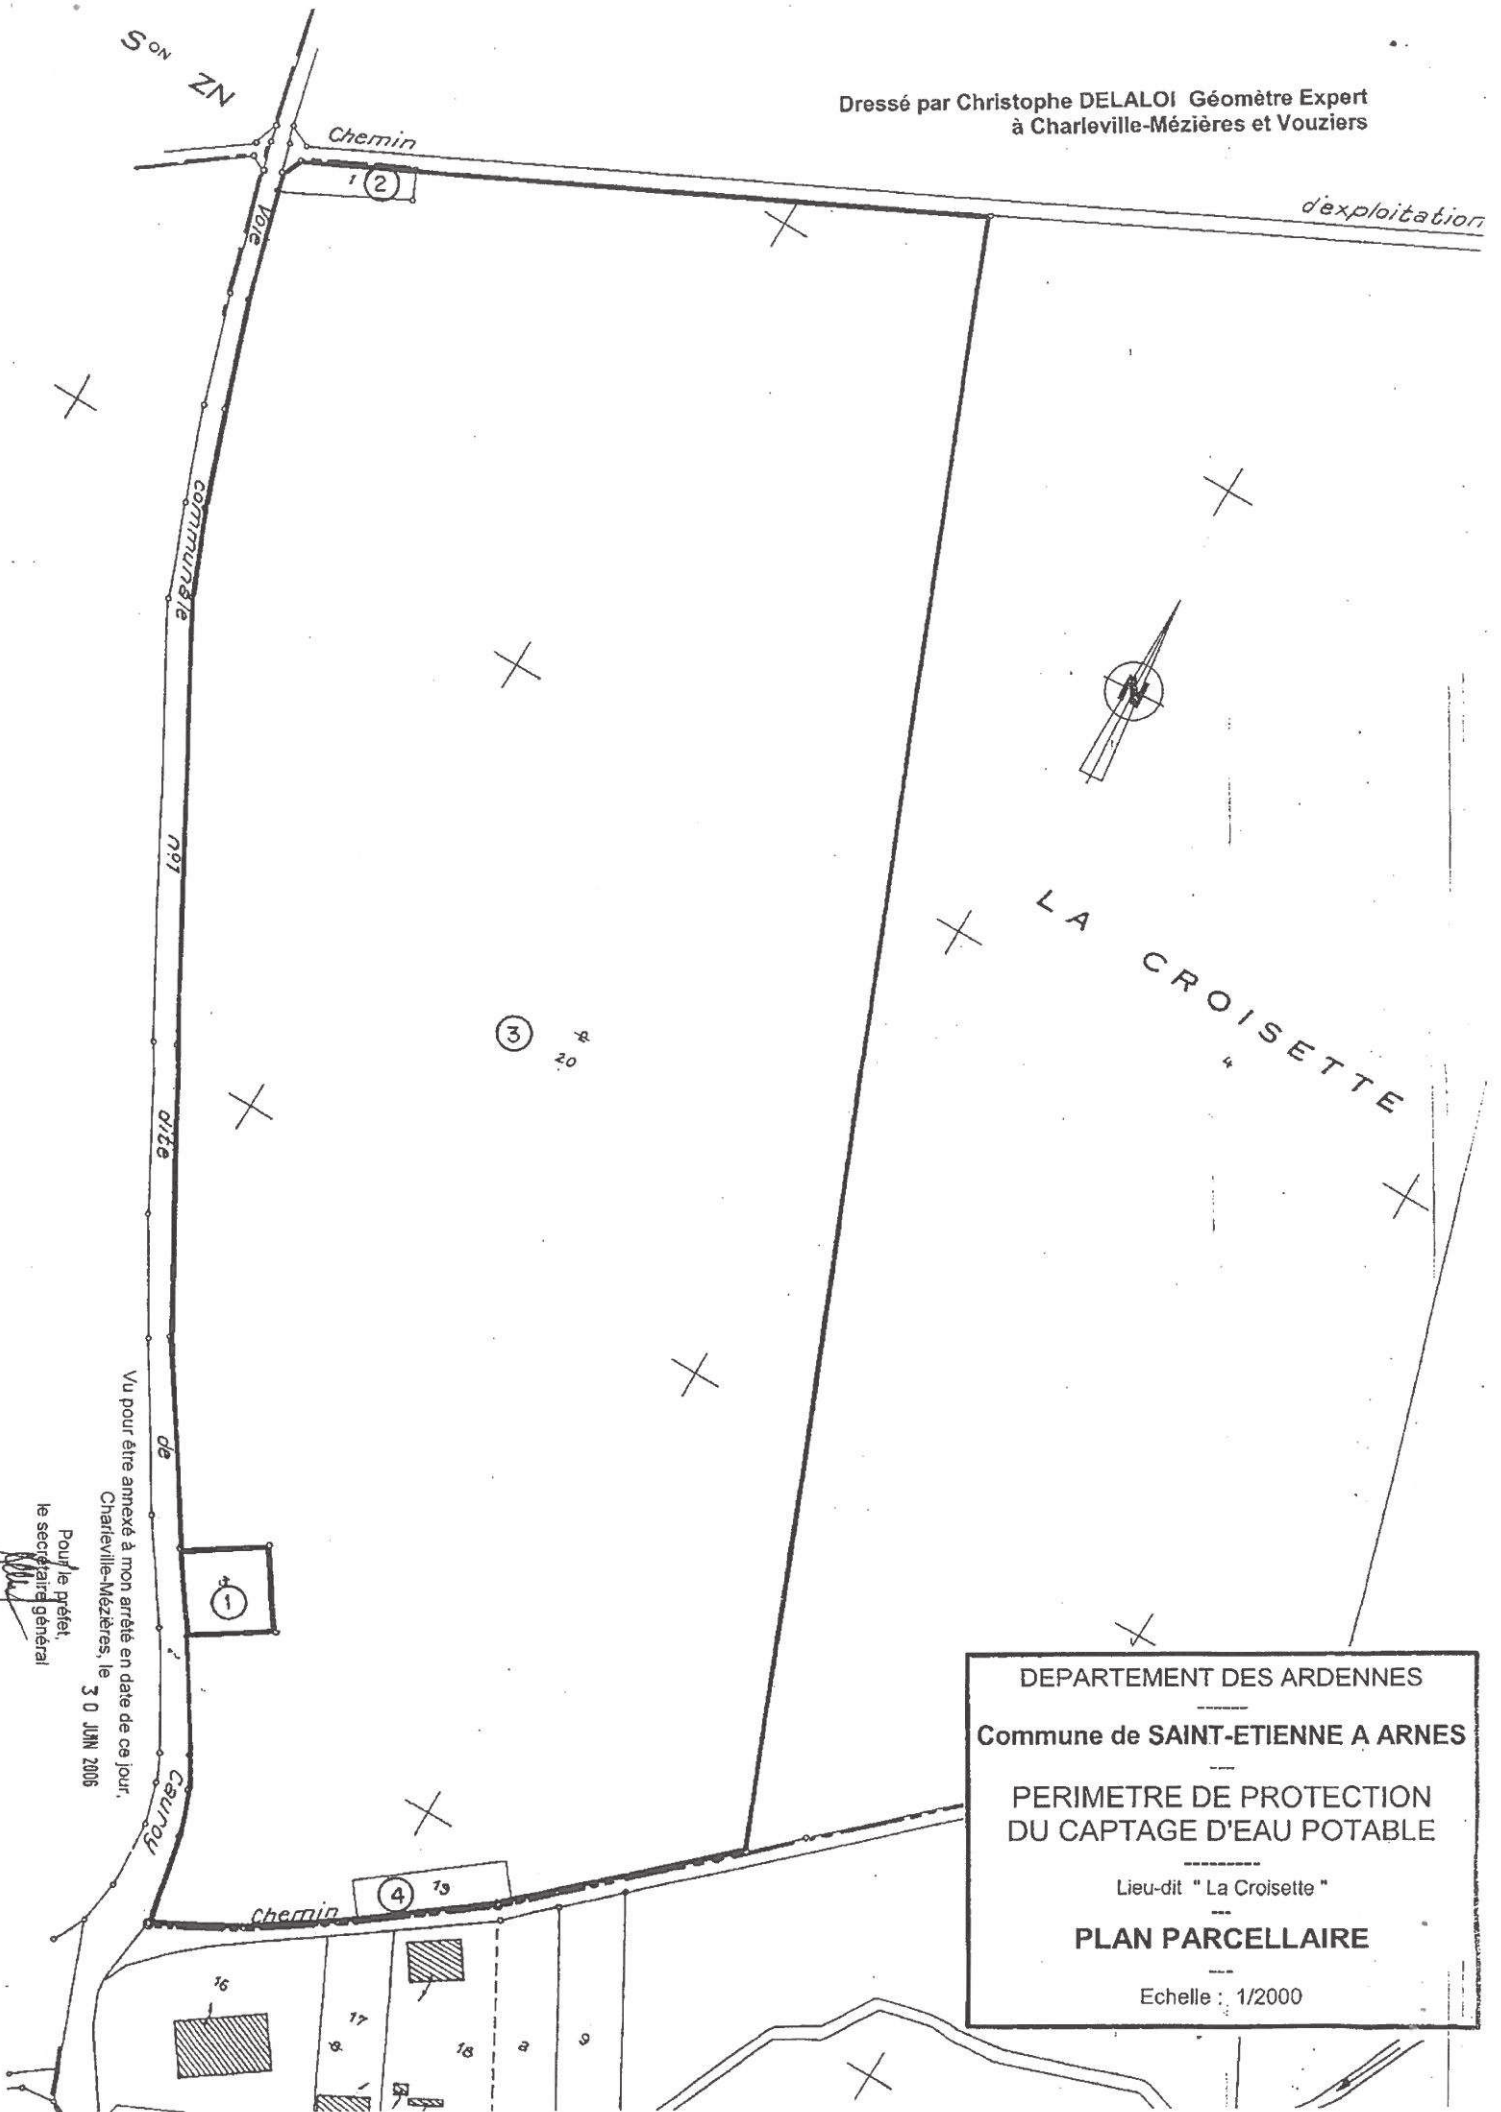 Son ZN
Dressé par Christophe DELALOI Géomètre Expert
à Charleville-Mézières et Vouziers
Chemin
d'exploitation
1
2
Voie
communale
n°1
dite
de
Cauroy
LA CROISETTE
4
N
3
20
1
Vu pour être annexé à mon arrêté en date de ce jour,
Charleville-Mézières, le
30 JUIN 2006
Pour le préfet,
le secrétaire général
4
Chemin
16
17
18
9
DEPARTEMENT DES ARDENNES
Commune de SAINT-ETIENNE A ARNES
PERIMETRE DE PROTECTION
DU CAPTAGE D'EAU POTABLE
Lieu-dit " La Croisette "
PLAN PARCELLAIRE
Echelle : 1/2000